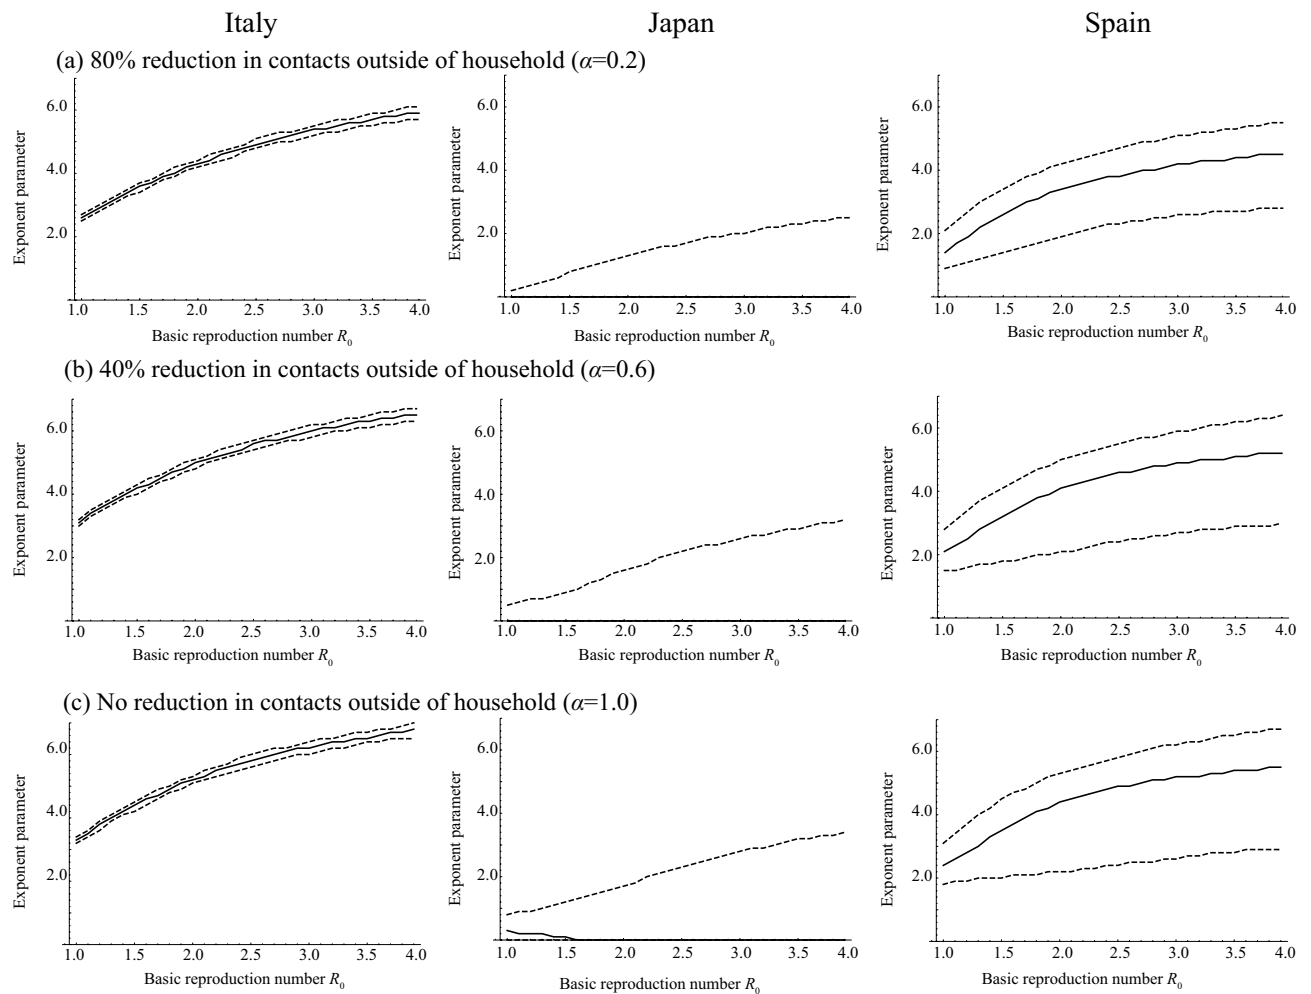 Italy Japan Spain
(a) 80% reduction in contacts outside of household (α=0.2)
Exponent parameter
6.0
4.0
2.0
1.0 1.5 2.0 2.5 3.0 3.5 4.0
Basic reproduction number R0
Exponent parameter
6.0
4.0
2.0
1.0 1.5 2.0 2.5 3.0 3.5 4.0
Basic reproduction number R0
Exponent parameter
6.0
4.0
2.0
1.0 1.5 2.0 2.5 3.0 3.5 4.0
Basic reproduction number R0
(b) 40% reduction in contacts outside of household (α=0.6)
Exponent parameter
6.0
4.0
2.0
1.0 1.5 2.0 2.5 3.0 3.5 4.0
Basic reproduction number R0
Exponent parameter
6.0
4.0
2.0
1.0 1.5 2.0 2.5 3.0 3.5 4.0
Basic reproduction number R0
Exponent parameter
6.0
4.0
2.0
1.0 1.5 2.0 2.5 3.0 3.5 4.0
Basic reproduction number R0
(c) No reduction in contacts outside of household (α=1.0)
Exponent parameter
6.0
4.0
2.0
1.0 1.5 2.0 2.5 3.0 3.5 4.0
Basic reproduction number R0
Exponent parameter
6.0
4.0
2.0
1.0 1.5 2.0 2.5 3.0 3.5 4.0
Basic reproduction number R0
Exponent parameter
6.0
4.0
2.0
1.0 1.5 2.0 2.5 3.0 3.5 4.0
Basic reproduction number R0